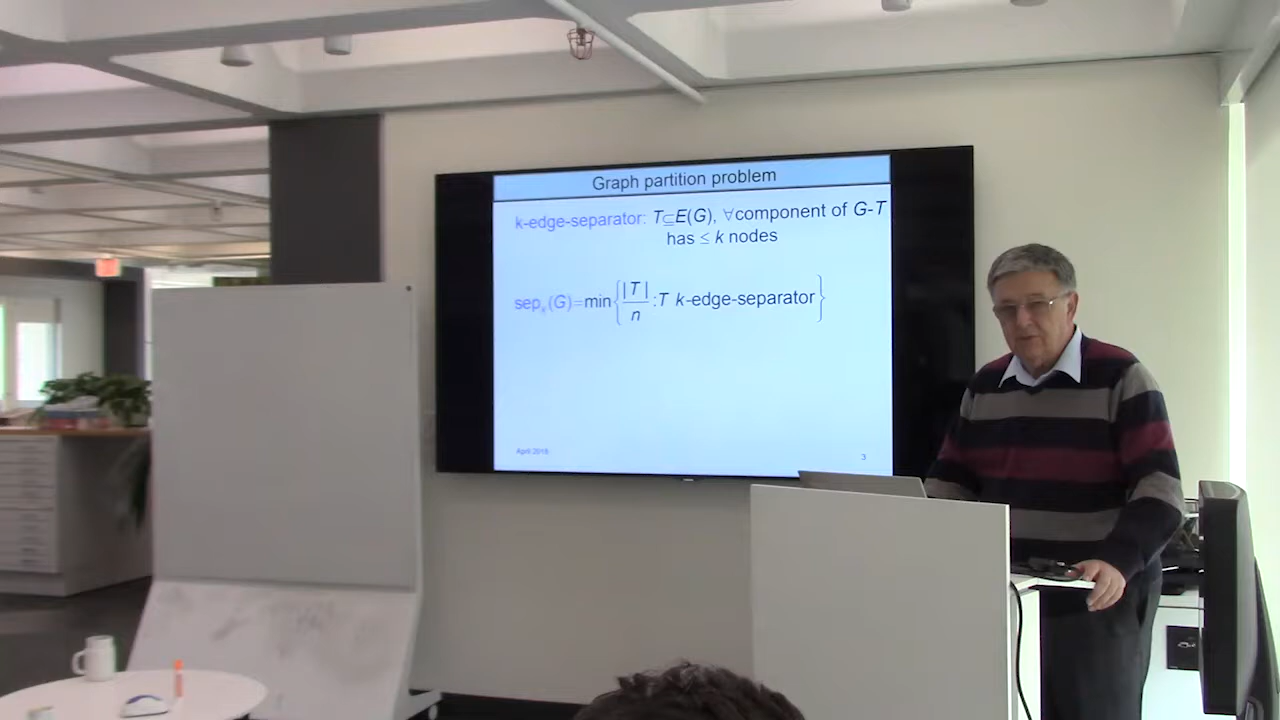 Graph partition problem
k-edge-separator: T⊆E(G), ∀component of G-T
has ≤ k nodes
sepₖ(G)=min{|T|/n :T k-edge-separator}
April 2018
3